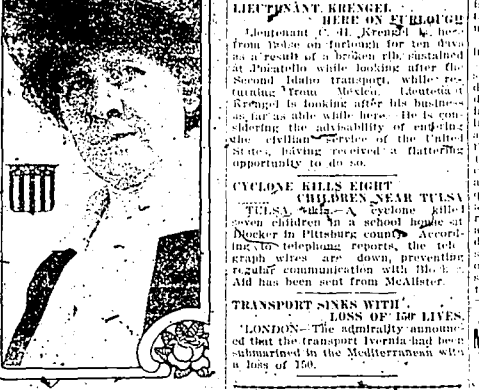 LIEUTENANT KRENGEL
HERE ON FURLOUGH
Lieutenant C. H. Krengel is here
from Boise on furlough for ten days
as a result of a broken rib, sustained
at Pocatello while looking after the
Second Idaho transport, while re-
turning from Mexico. Lieutenant
Krengel is looking after his business
as far as able while here. He is con-
sidering the advisability of entering
the civilian service of the United
States, having received a flattering
opportunity to do so.
CYCLONE KILLS EIGHT
CHILDREN NEAR TULSA
TULSA, Okla.—A cyclone killed
seven children in a school house at
Blocker in Pittsburg county. Accord-
ing to telephone reports, the tele-
graph wires are down, preventing
regular communication with
Aid has been sent from McAlister.
TRANSPORT SINKS WITH
LOSS OF 150 LIVES.
LONDON—The admirality announc-
ed that the transport Ivernia had been
submarined in the Mediterranean with
a loss of 150.